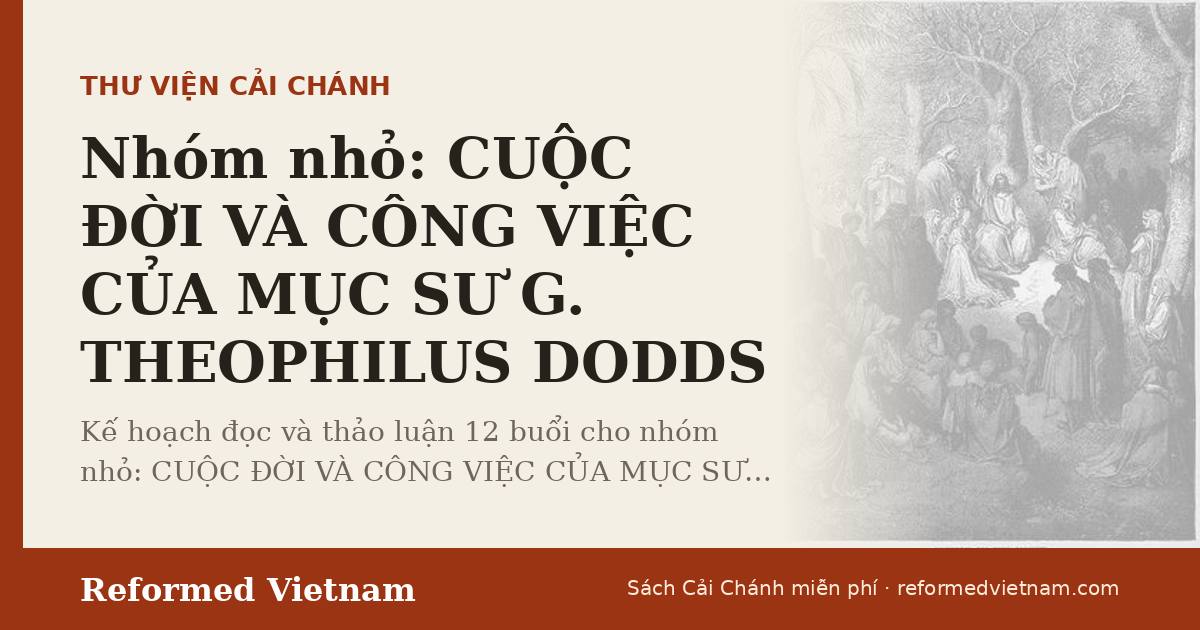 THƯ VIỆN CẢI CHÁNH
Nhóm nhỏ: CUỘC
ĐỜI VÀ CÔNG VIỆC
CỦA MỤC SƯ G.
THEOPHILUS DODDS
Kế hoạch đọc và thảo luận 12 buổi cho nhóm
nhỏ: CUỘC ĐỜI VÀ CÔNG VIỆC CỦA MỤC SƯ...
Reformed Vietnam
Sách Cải Chánh miễn phí · reformedvietnam.com